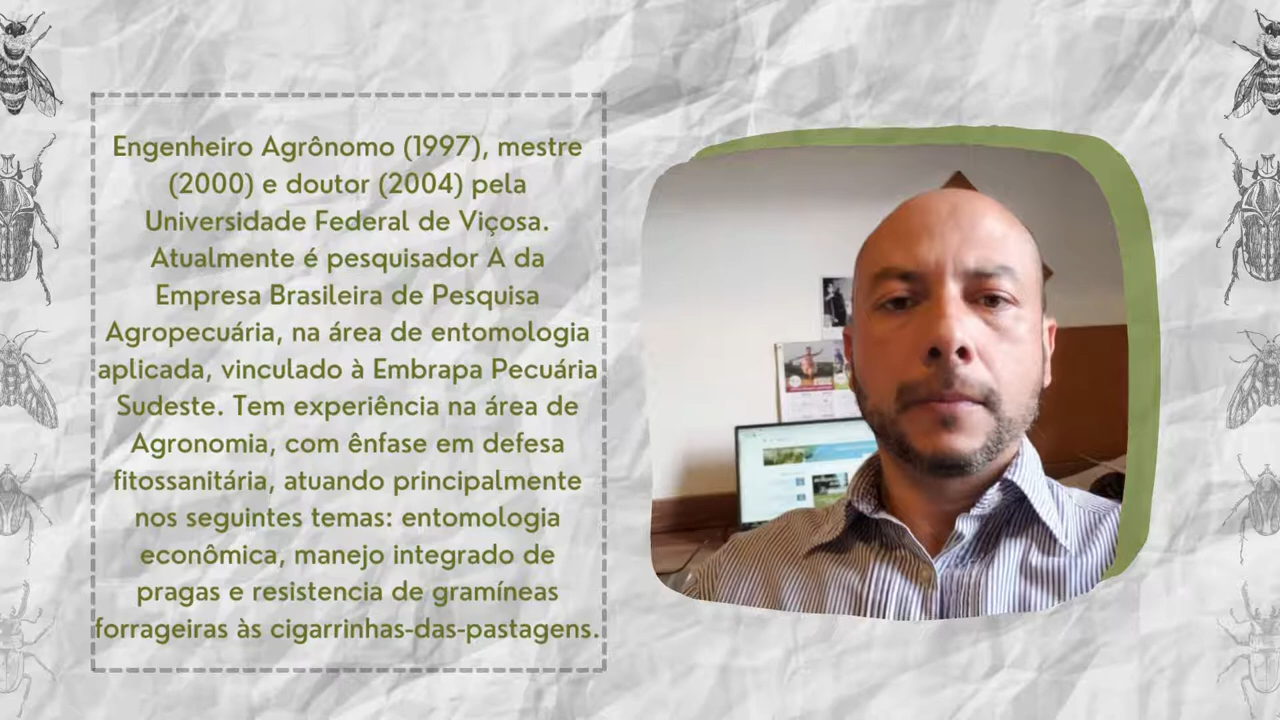 Engenheiro Agrônomo (1997), mestre
(2000) e doutor (2004) pela
Universidade Federal de Viçosa.
Atualmente é pesquisador A da
Empresa Brasileira de Pesquisa
Agropecuária, na área de entomologia
aplicada, vinculado à Embrapa Pecuária
Sudeste. Tem experiência na área de
Agronomia, com ênfase em defesa
fitossanitária, atuando principalmente
nos seguintes temas: entomologia
econômica, manejo integrado de
pragas e resistencia de gramíneas
forrageiras às cigarrinhas-das-pastagens.